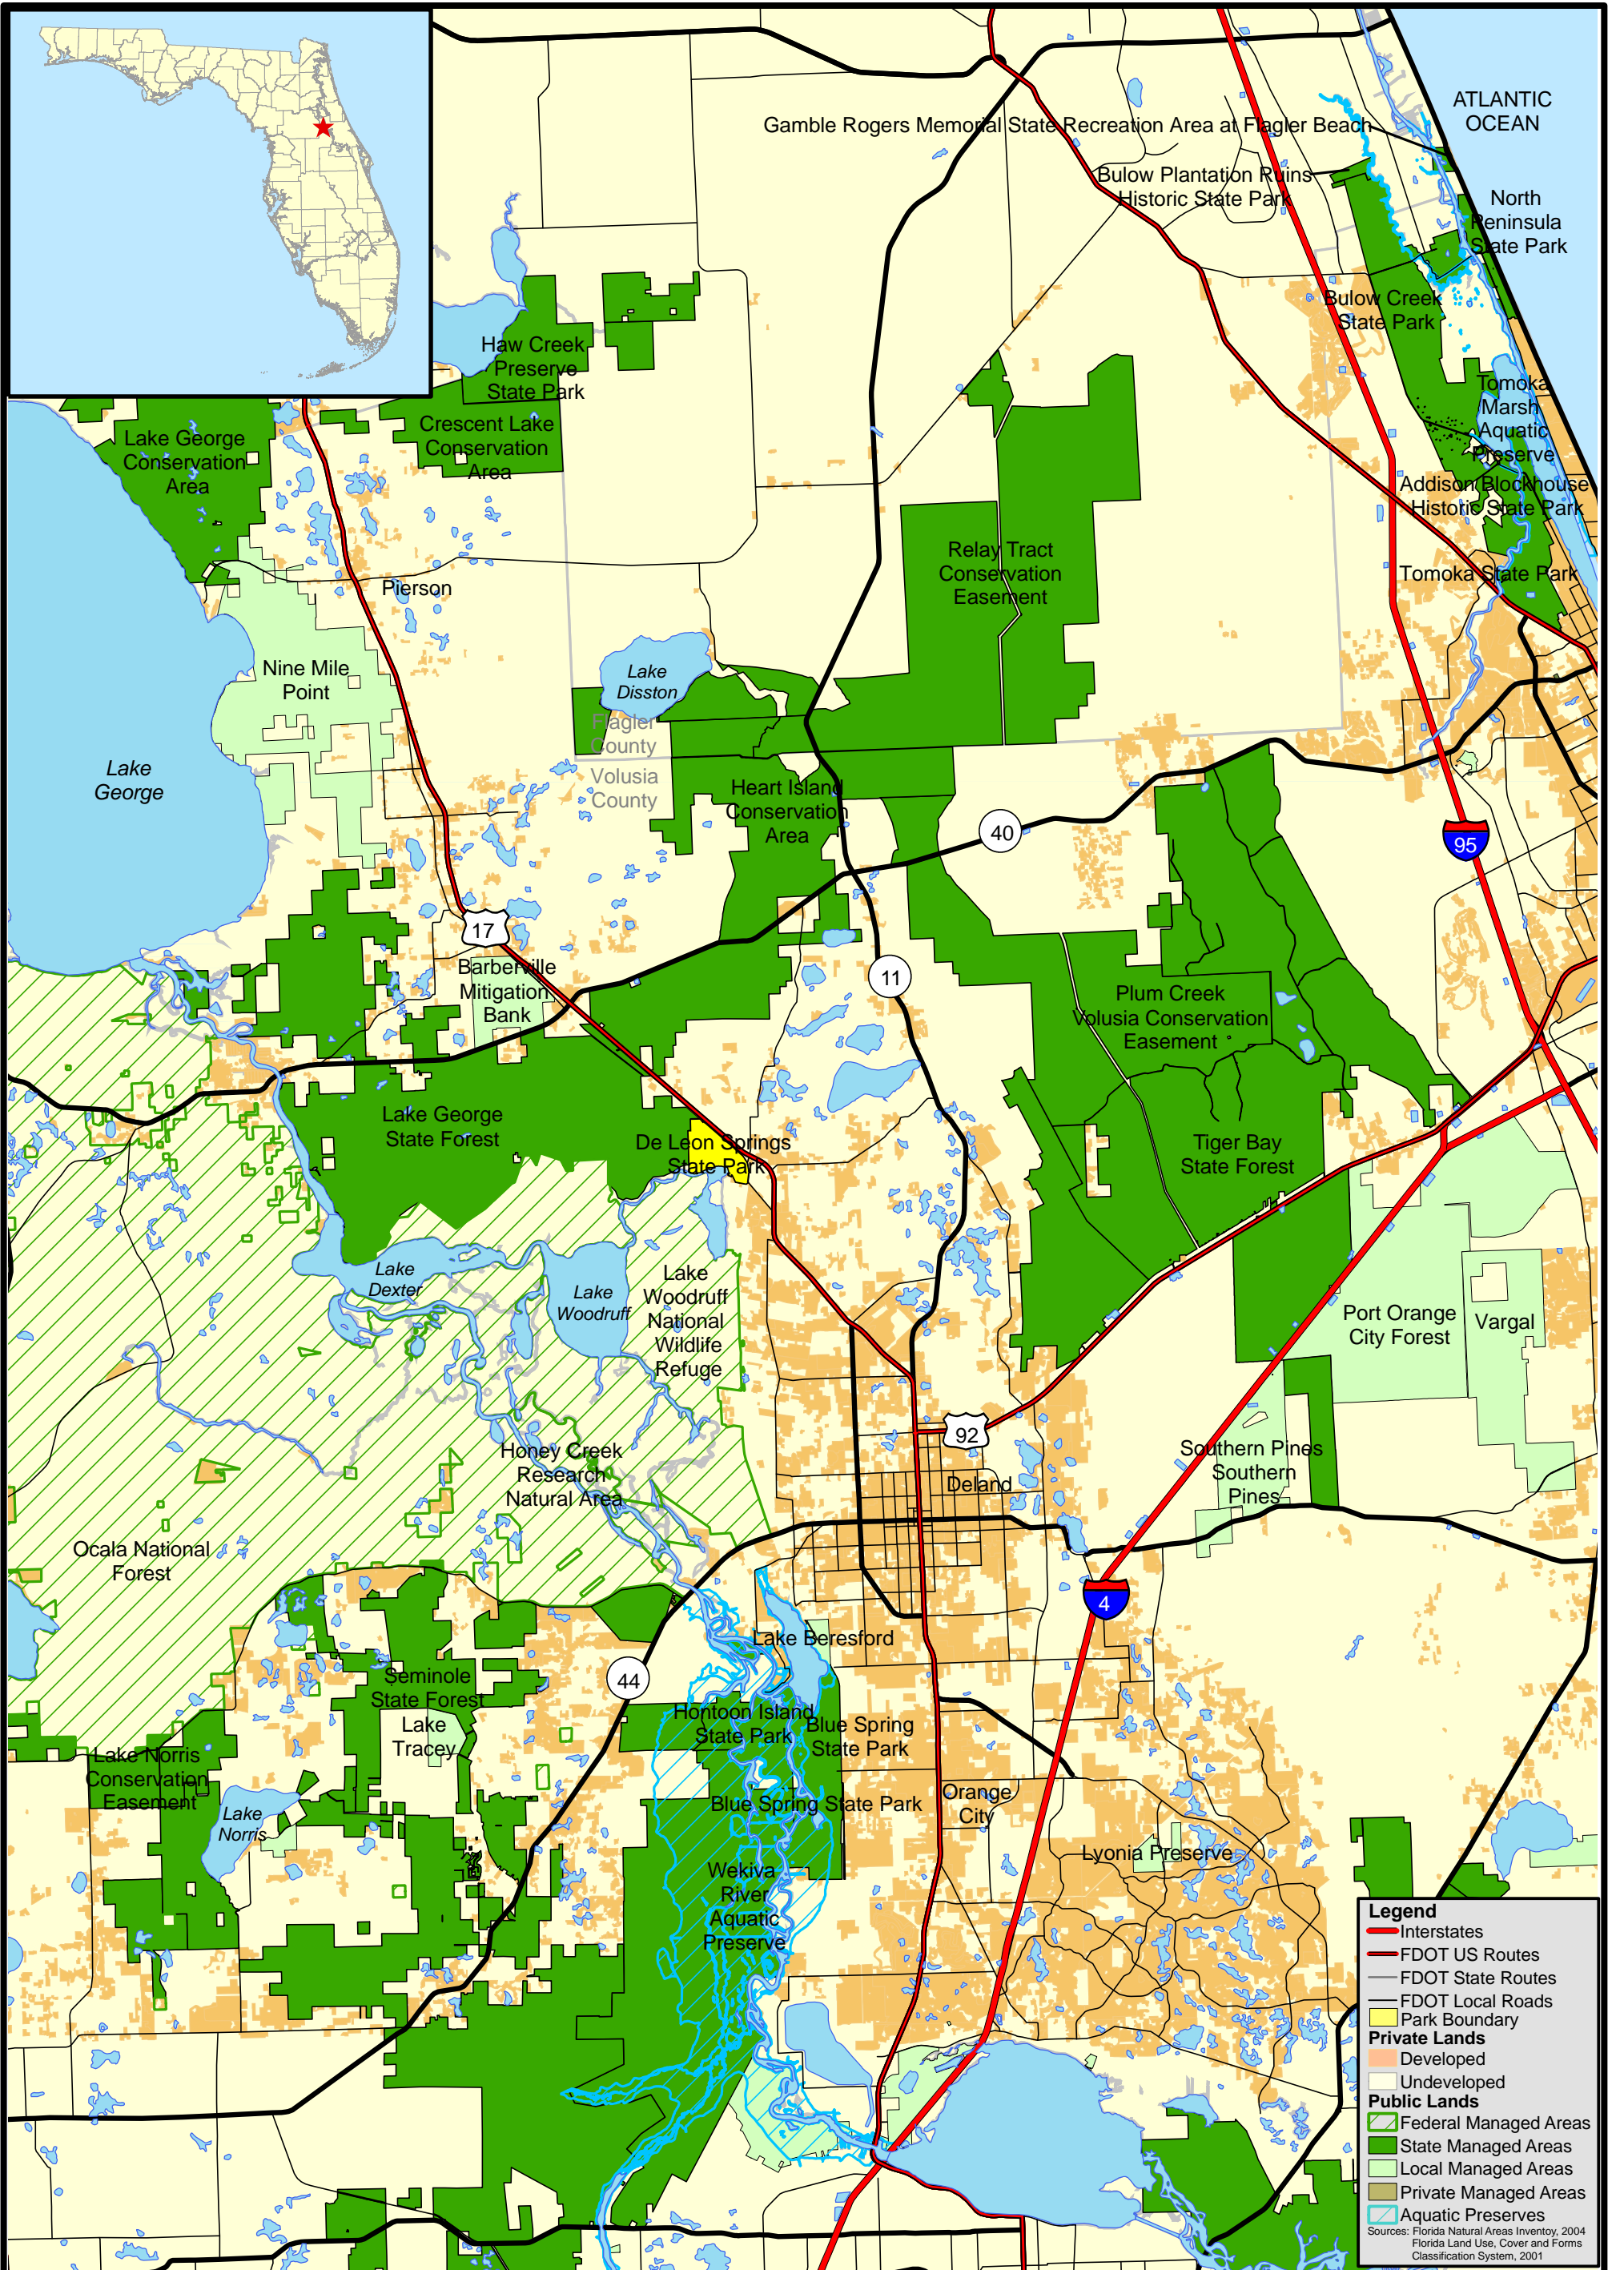 ATLANTIC
OCEAN
Gamble Rogers Memorial State Recreation Area at Flagler Beach
Bulow Plantation Ruins
Historic State Park
North
Peninsula
State Park
Bulow Creek
State Park
Haw Creek
Preserve
State Park
Tomoka
Marsh
Aquatic
Preserve
Crescent Lake
Conservation
Area
Lake George
Conservation
Area
Addison Blockhouse
Historic State Park
Relay Tract
Conservation
Easement
Tomoka State Park
Pierson
Nine Mile
Point
Lake
Disston
Flagler
County
Volusia
County
Lake
George
Heart Island
Conservation
Area
40
95
17
Barberville
Mitigation
Bank
11
Plum Creek
Volusia Conservation
Easement
Lake George
State Forest
De Leon Springs
State Park
Tiger Bay
State Forest
Lake
Dexter
Lake
Woodruff
Lake
Woodruff
National
Wildlife
Refuge
Port Orange
City Forest
Vargal
92
Honey Creek
Research
Natural Area
Deland
Southern Pines
Southern
Pines
Ocala National
Forest
4
Lake Beresford
44
Seminole
State Forest
Lake
Tracey
Hontoon Island
State Park
Blue Spring
State Park
Lake Norris
Conservation
Easement
Lake
Norris
Blue Spring State Park
Orange
City
Lyonia Preserve
Wekiva
River
Aquatic
Preserve
Legend
Interstates
FDOT US Routes
FDOT State Routes
FDOT Local Roads
Park Boundary
Private Lands
Developed
Undeveloped
Public Lands
Federal Managed Areas
State Managed Areas
Local Managed Areas
Private Managed Areas
Aquatic Preserves
Sources: Florida Natural Areas Inventoy, 2004
Florida Land Use, Cover and Forms
Classification System, 2001